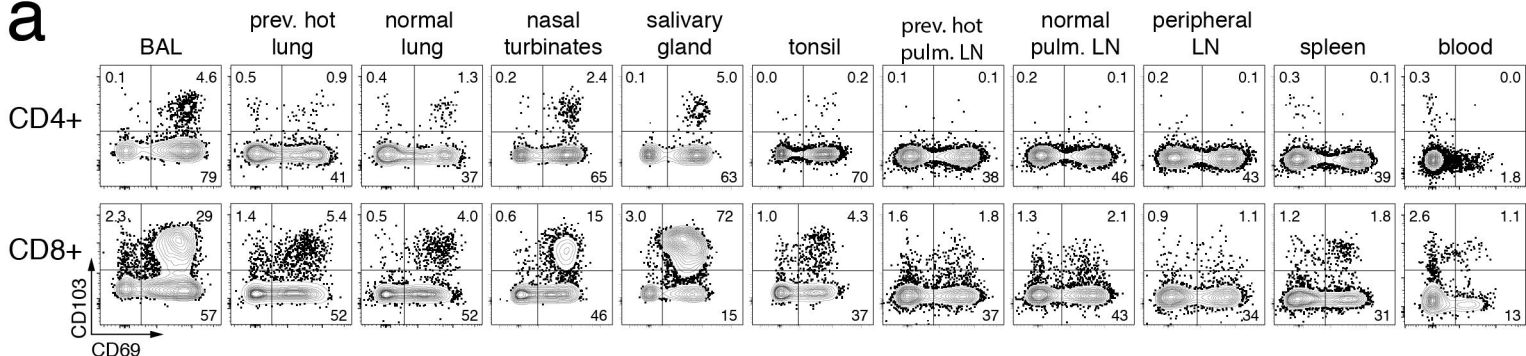 a
BAL
prev. hot
lung
normal
lung
nasal
turbinates
salivary
gland
tonsil
prev. hot
pulm. LN
normal
pulm. LN
peripheral
LN
spleen
blood
CD4+
0.1 4.6
79
0.5 0.9
41
0.4 1.3
37
0.2 2.4
65
0.1 5.0
63
0.0 0.2
70
0.1 0.1
38
0.2 0.1
46
0.2 0.1
43
0.3 0.1
39
0.3 0.0
1.8
CD8+
2.3 29
57
1.4 5.4
52
0.5 4.0
52
0.6 15
46
3.0 72
15
1.0 4.3
37
1.6 1.8
37
1.3 2.1
43
0.9 1.1
34
1.2 1.8
31
2.6 1.1
13
CD103
CD69